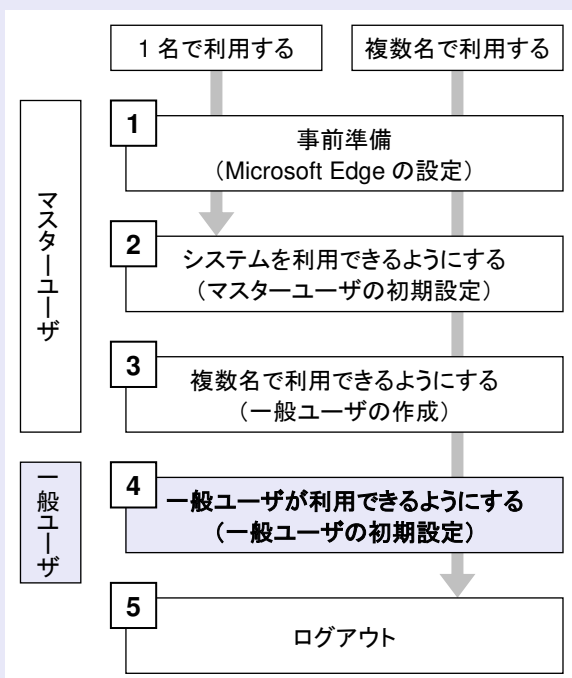 1 名で利用する
複数名で利用する
マスターユーザ
1
事前準備
（Microsoft Edge の設定）
2
システムを利用できるようにする
（マスターユーザの初期設定）
3
複数名で利用できるようにする
（一般ユーザの作成）
一般ユーザ
4
一般ユーザが利用できるようにする
（一般ユーザの初期設定）
5
ログアウト